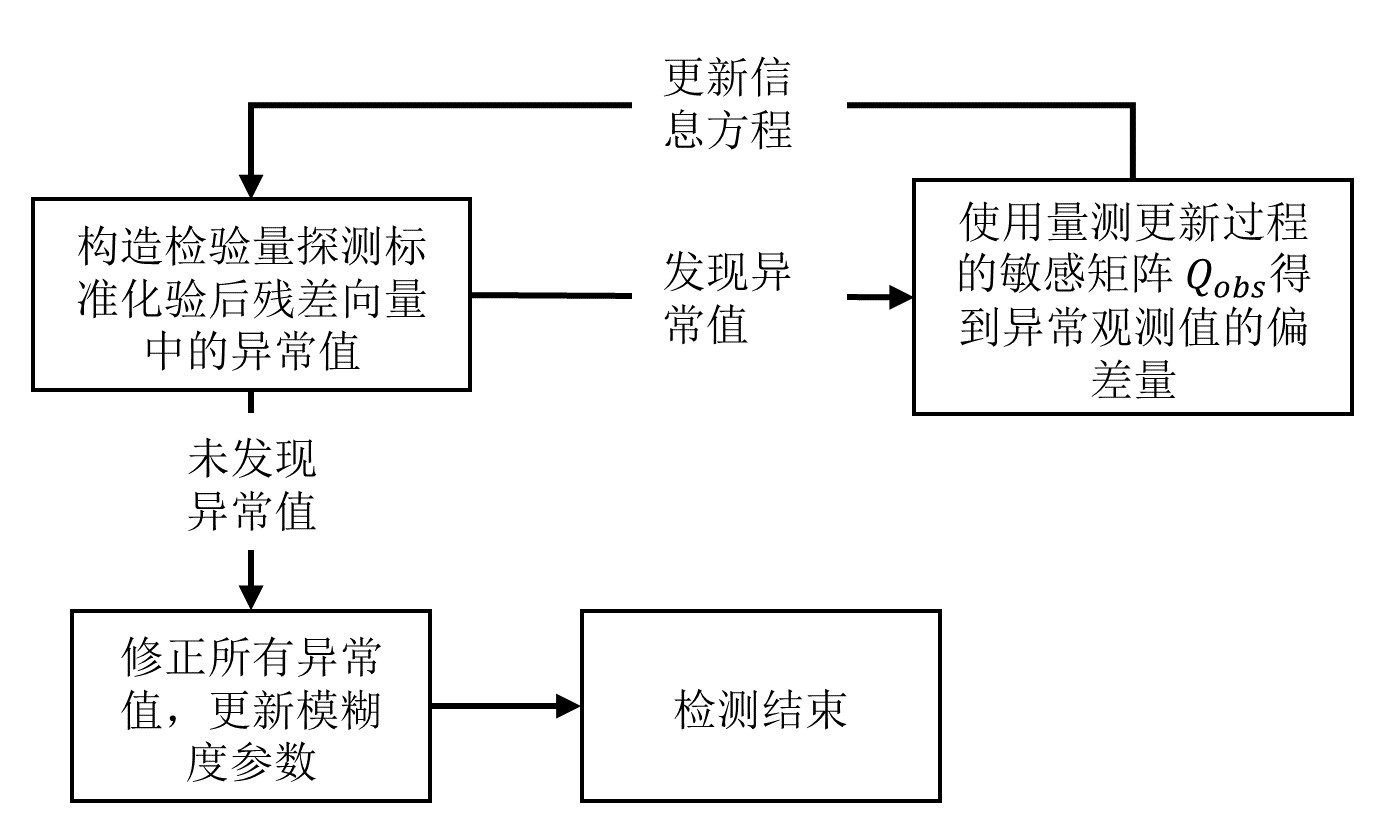 更新信
息方程
构造检验量探测标
准化验后残差向量
中的异常值
发现异
常值
使用量测更新过程
的敏感矩阵 Q_{obs}得
到异常观测值的偏
差量
未发现
异常值
修正所有异常
值，更新模糊
度参数
检测结束